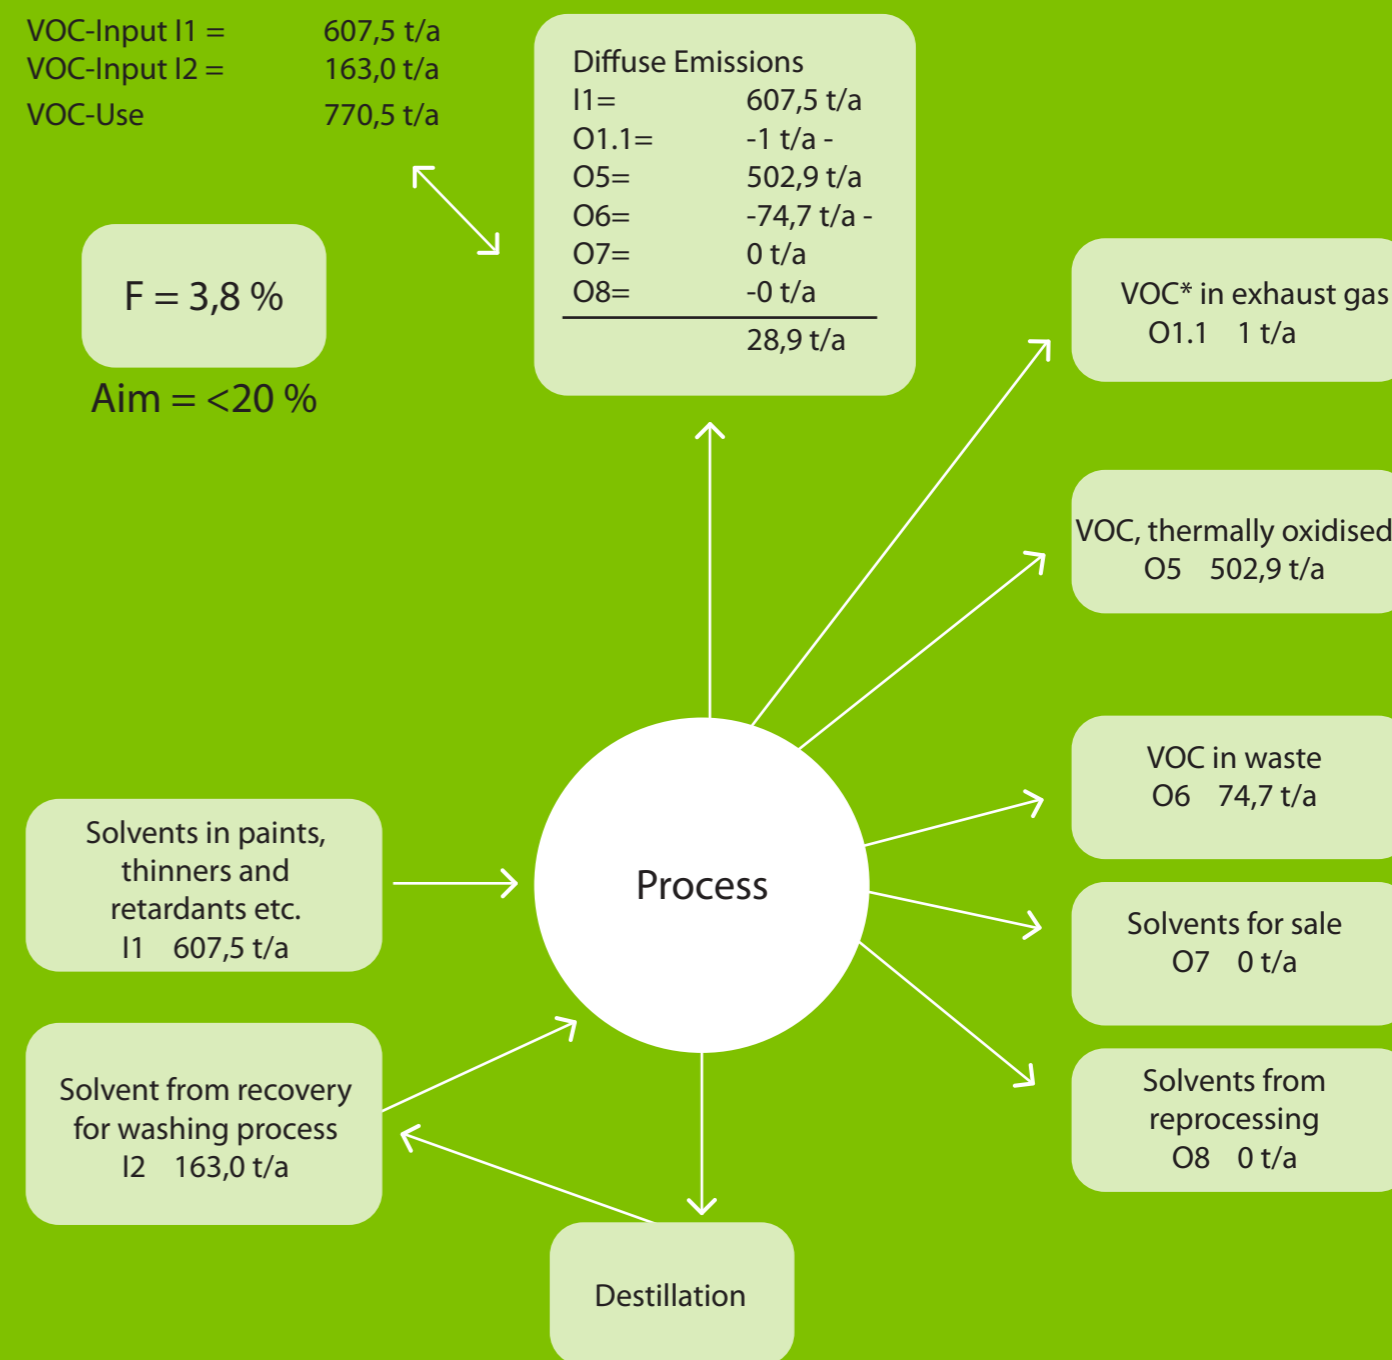 VOC-Input I1 = 607,5 t/a
VOC-Input I2 = 163,0 t/a
VOC-Use 770,5 t/a
F = 3,8 %
Aim = <20 %
Diffuse Emissions
I1= 607,5 t/a
O1.1= -1 t/a -
O5= 502,9 t/a
O6= -74,7 t/a -
O7= 0 t/a
O8= -0 t/a
28,9 t/a
VOC* in exhaust gas
O1.1 1 t/a
VOC, thermally oxidised
O5 502,9 t/a
VOC in waste
O6 74,7 t/a
Solvents for sale
O7 0 t/a
Solvents from
reprocessing
O8 0 t/a
Process
Solvents in paints,
thinners and
retardants etc.
I1 607,5 t/a
Solvent from recovery
for washing process
I2 163,0 t/a
Destillation